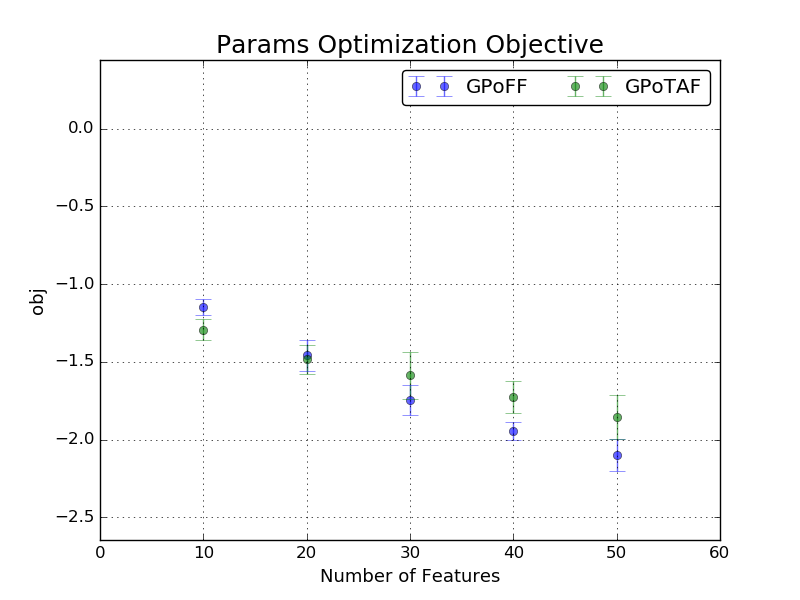 Params Optimization Objective
GPoFF GPoTAF
0.0
−0.5
−1.0
−1.5
−2.0
−2.5
obj
0 10 20 30 40 50 60
Number of Features